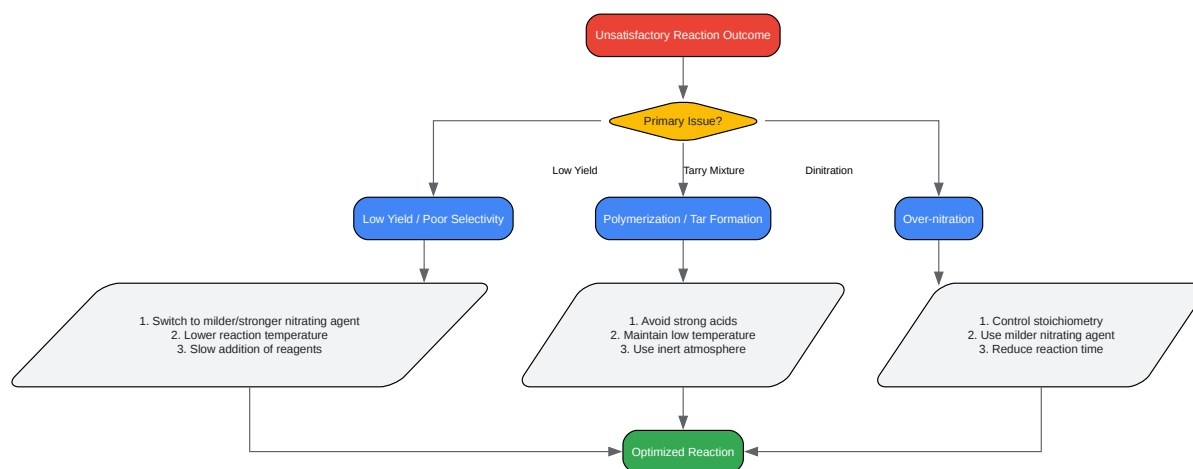 Unsatisfactory Reaction Outcome
Primary Issue?
Low Yield
Tarry Mixture
Dinitration
Low Yield / Poor Selectivity
Polymerization / Tar Formation
Over-nitration
1. Switch to milder/stronger nitrating agent
2. Lower reaction temperature
3. Slow addition of reagents
1. Avoid strong acids
2. Maintain low temperature
3. Use inert atmosphere
1. Control stoichiometry
2. Use milder nitrating agent
3. Reduce reaction time
Optimized Reaction